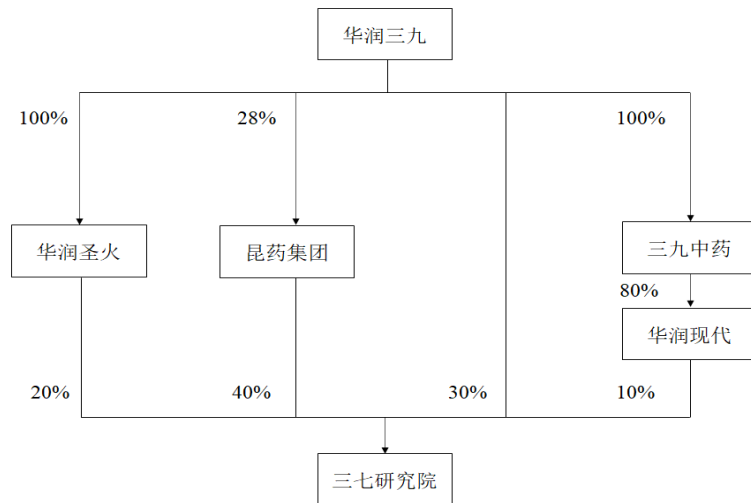 华润三九
100%
28%
100%
华润圣火
昆药集团
三九中药
80%
华润现代
20%
40%
30%
10%
三七研究院